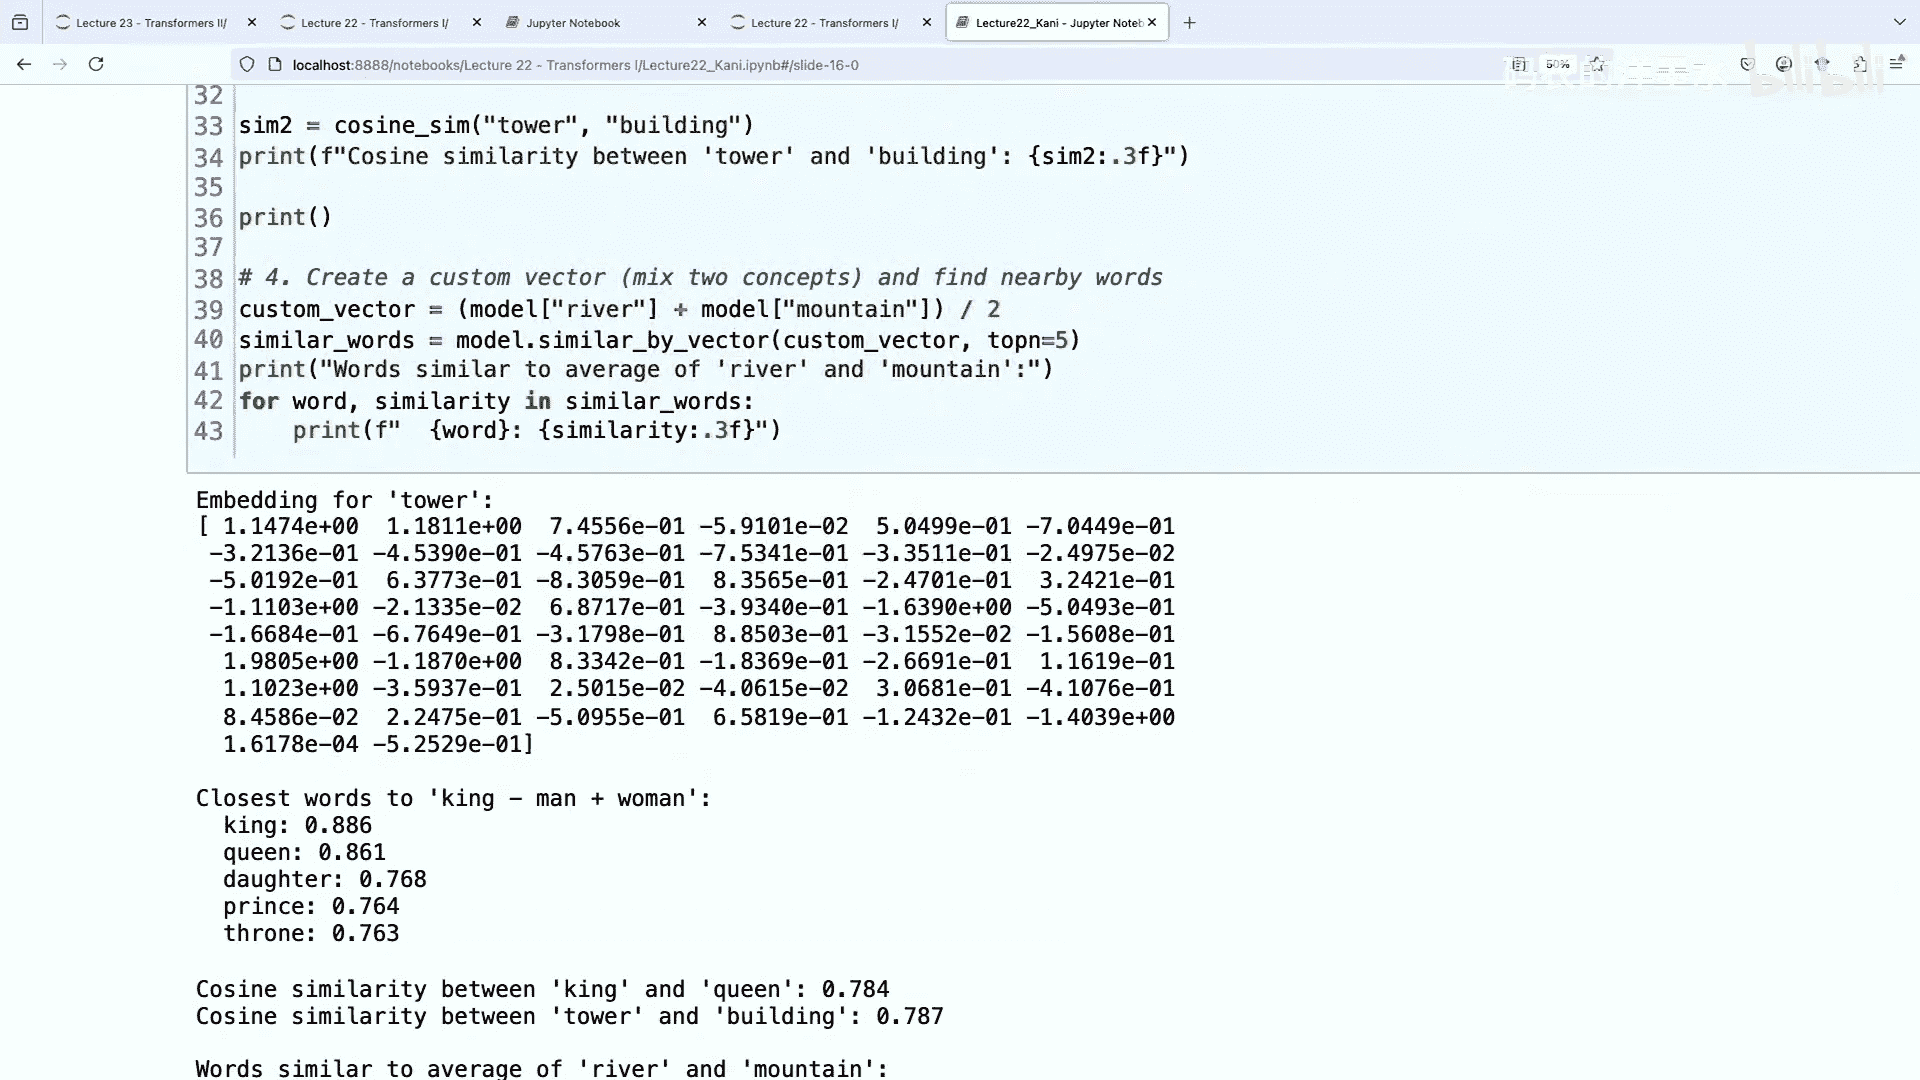 Lecture 23 - Transformers II/
Lecture 22 - Transformers I/
Jupyter Notebook
Lecture 22 - Transformers I/
Lecture22_Kani - Jupyter Noteb
localhost:8888/notebooks/Lecture 22 - Transformers I/Lecture22_Kani.ipynb#/slide-16-0
50%
bilibili
32
33 sim2 = cosine_sim("tower", "building")
34 print(f"Cosine similarity between 'tower' and 'building': {sim2:.3f}")
35
36 print()
37
38 # 4. Create a custom vector (mix two concepts) and find nearby words
39 custom_vector = (model["river"] + model["mountain"]) / 2
40 similar_words = model.similar_by_vector(custom_vector, topn=5)
41 print("Words similar to average of 'river' and 'mountain':")
42 for word, similarity in similar_words:
43     print(f"  {word}: {similarity:.3f}")
Embedding for 'tower':
[ 1.1474e+00  1.1811e+00  7.4556e-01 -5.9101e-02  5.0499e-01 -7.0449e-01
 -3.2136e-01 -4.5390e-01 -4.5763e-01 -7.5341e-01 -3.3511e-01 -2.4975e-02
 -5.0192e-01  6.3773e-01 -8.3059e-01  8.3565e-01 -2.4701e-01  3.2421e-01
 -1.1103e+00 -2.1335e-02  6.8717e-01 -3.9340e-01 -1.6390e+00 -5.0493e-01
 -1.6684e-01 -6.7649e-01 -3.1798e-01  8.8503e-01 -3.1552e-02 -1.5608e-01
  1.9805e+00 -1.1870e+00  8.3342e-01 -1.8369e-01 -2.6691e-01  1.1619e-01
  1.1023e+00 -3.5937e-01  2.5015e-02 -4.0615e-02  3.0681e-01 -4.1076e-01
  8.4586e-02  2.2475e-01 -5.0955e-01  6.5819e-01 -1.2432e-01 -1.4039e+00
  1.6178e-04 -5.2529e-01]
Closest words to 'king - man + woman':
  king: 0.886
  queen: 0.861
  daughter: 0.768
  prince: 0.764
  throne: 0.763
Cosine similarity between 'king' and 'queen': 0.784
Cosine similarity between 'tower' and 'building': 0.787
Words similar to average of 'river' and 'mountain':